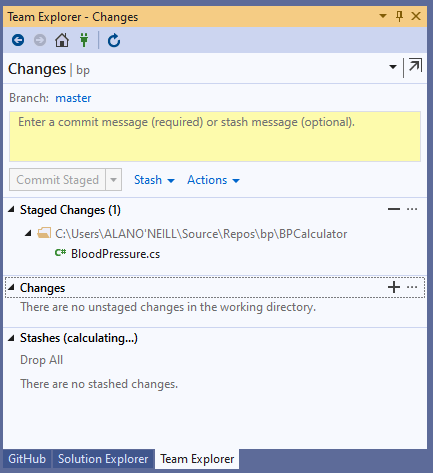 Team Explorer - Changes
Changes | bp
Branch: master
Enter a commit message (required) or stash message (optional).
Commit Staged Stash Actions
Staged Changes (1)
C:\Users\ALANO'NEILL\Source\Repos\bp\BPCalculator
C# BloodPressure.cs
Changes
There are no unstaged changes in the working directory.
Stashes (calculating...)
Drop All
There are no stashed changes.
GitHub Solution Explorer Team Explorer